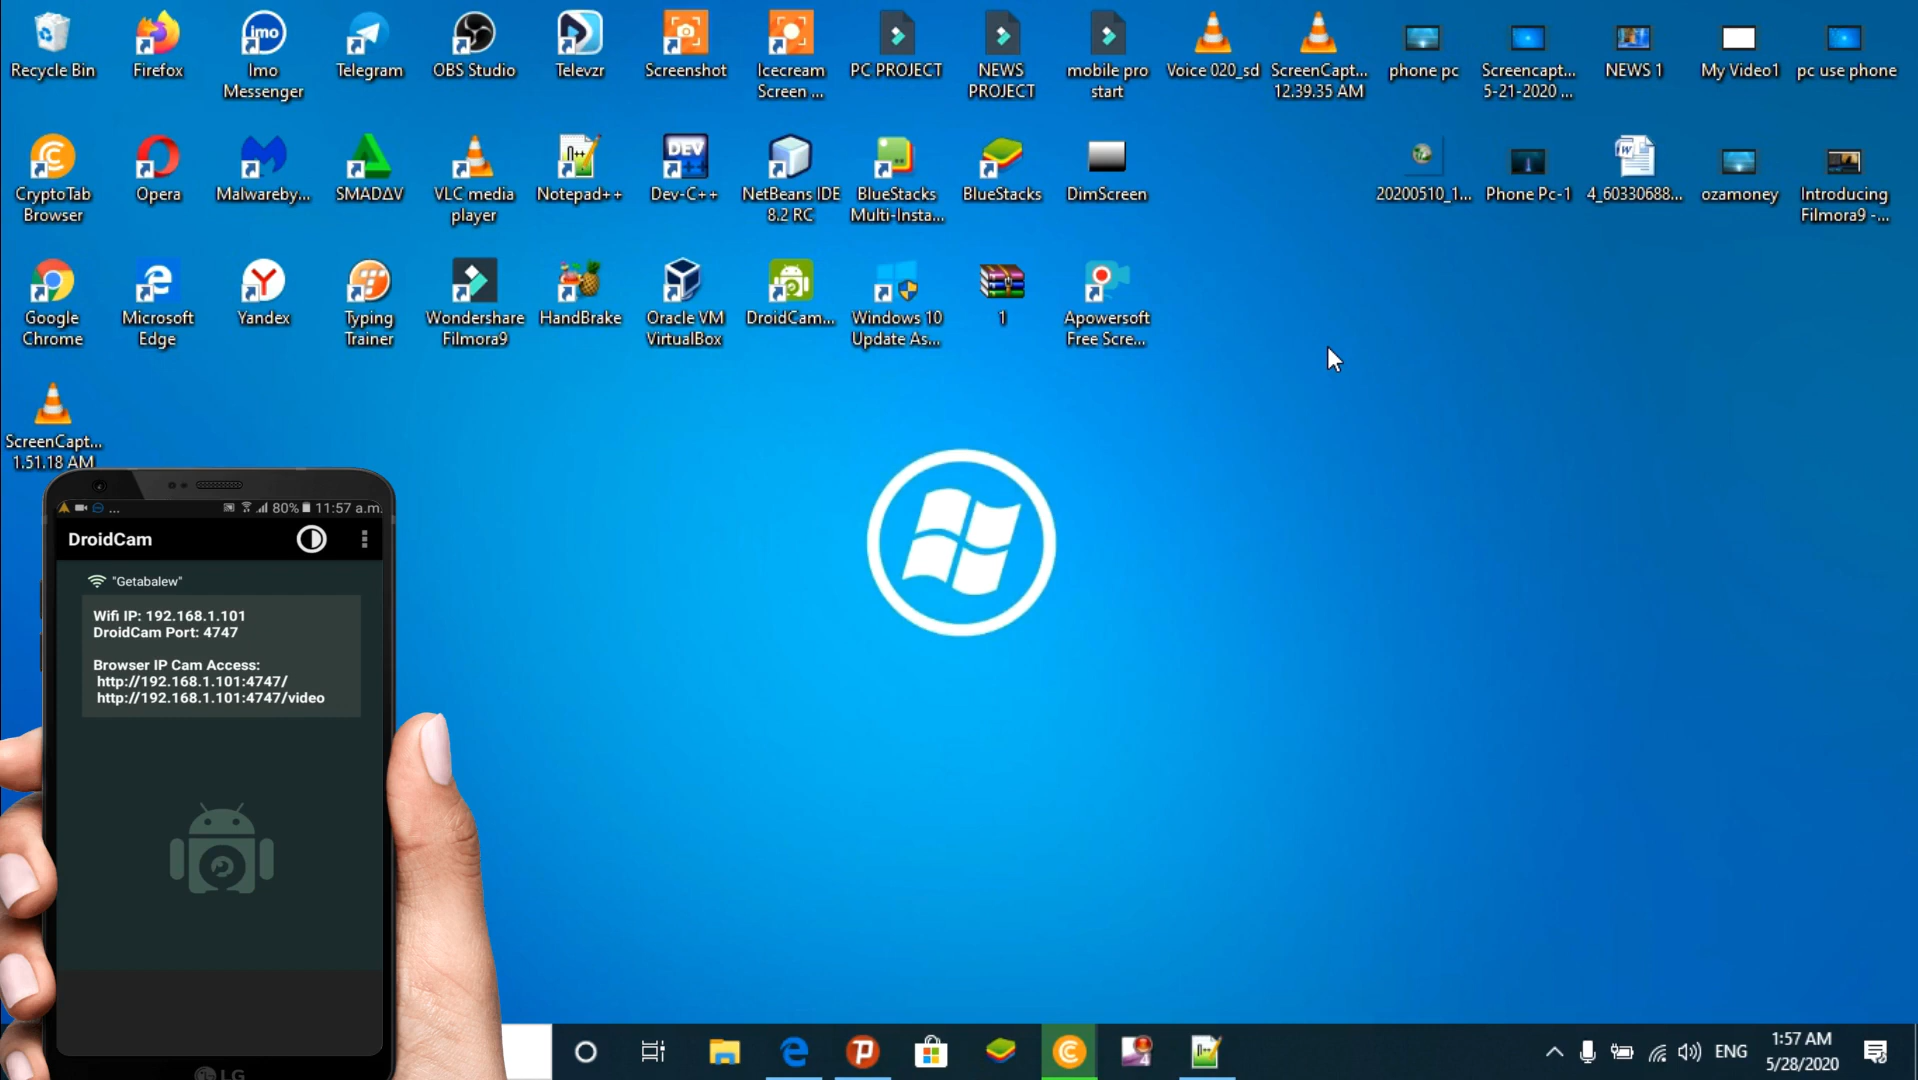 Recycle Bin
Firefox
Imo
Messenger
Telegram
OBS Studio
Televzr
Screenshot
Icecream
Screen ...
PC PROJECT
NEWS
PROJECT
mobile pro
start
Voice 020_sd
ScreenCapt...
12.39.35 AM
phone pc
Screencapt...
5-21-2020 ...
NEWS 1
My Video1
pc use phone
CryptoTab
Browser
Opera
Malwareby...
SMADΔV
VLC media
player
Notepad++
Dev-C++
NetBeans IDE
8.2 RC
BlueStacks
Multi-Insta...
BlueStacks
DimScreen
20200510_1...
Phone Pc-1
4_60330688...
ozamoney
Introducing
Filmora9 -...
Google
Chrome
Microsoft
Edge
Yandex
Typing
Trainer
Wondershare
Filmora9
HandBrake
Oracle VM
VirtualBox
DroidCam...
Windows 10
Update As...
1
Apowersoft
Free Scre...
ScreenCapt...
1.51.18 AM
imo
DEV
n++
... 80% 11:57 a.m.
DroidCam
"Getabalew"
Wifi IP: 192.168.1.101
DroidCam Port: 4747
Browser IP Cam Access:
http://192.168.1.101:4747/
http://192.168.1.101:4747/video
LG
ENG
1:57 AM
5/28/2020